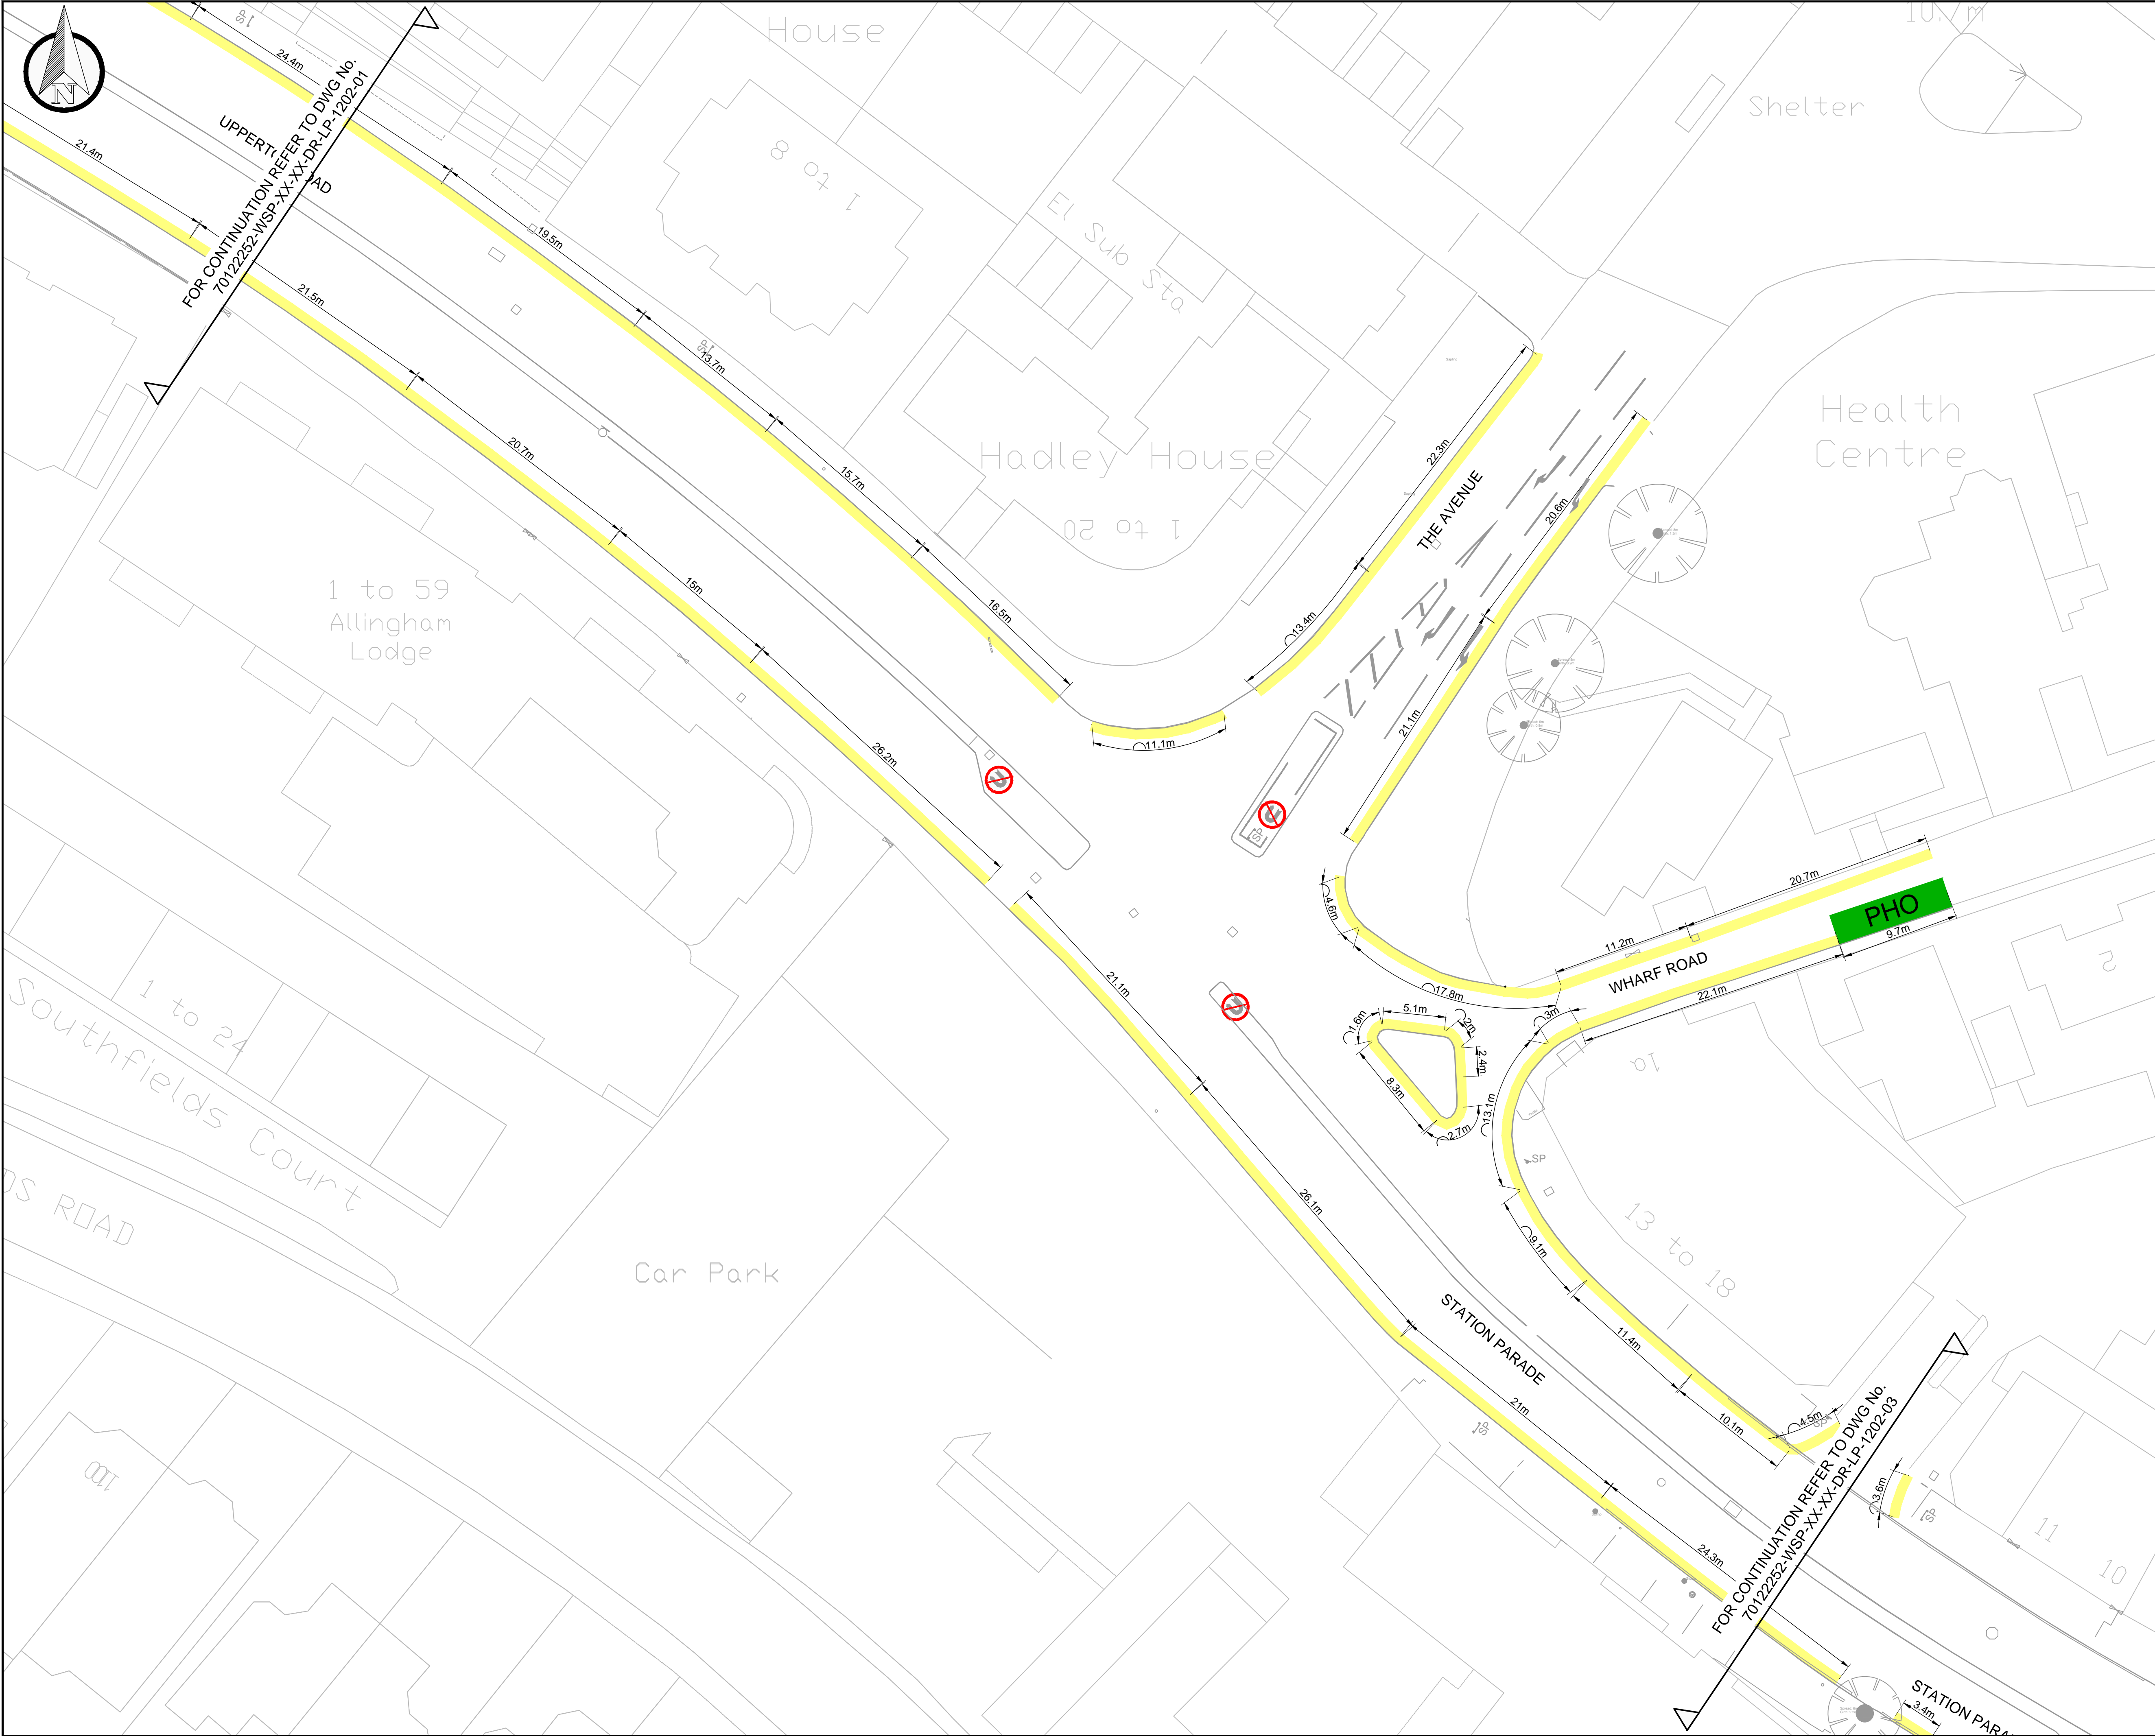 N
SP
24.4m
House
10. m
Shelter
FOR CONTINUATION REFER TO DWG No.
70122252-WSP-XX-XX-DR-LP-1202-01
21.4m
1 to 8
El Sub Sta
19.5m
21.5m
SP
13.7m
Health
Centre
22.3m
Hadley House
15.7m
20.7m
1 to 20
THE AVENUE
20.6m
1 to 59
Allingham
Lodge
15m
16.5m
13.4m
21.1m
26.2m
11.1m
SP
4.6m
20.7m
PHO
9.7m
11.2m
WHARF ROAD
22.1m
17.8m
21.1m
1 to 24
Southfields Court
1.6m
5.1m
2m
3m
2.4m
8.3m
2.7m
13.1m
1a
2
SP
26.1m
9.1m
13 to 18
ROAD
Car Park
STATION PARADE
11.4m
21m
10.1m
4.5m
SP
FOR CONTINUATION REFER TO DWG No.
70122252-WSP-XX-XX-DR-LP-1202-03
3.6m
SP
11
10
24.3m
3.4m
STATION